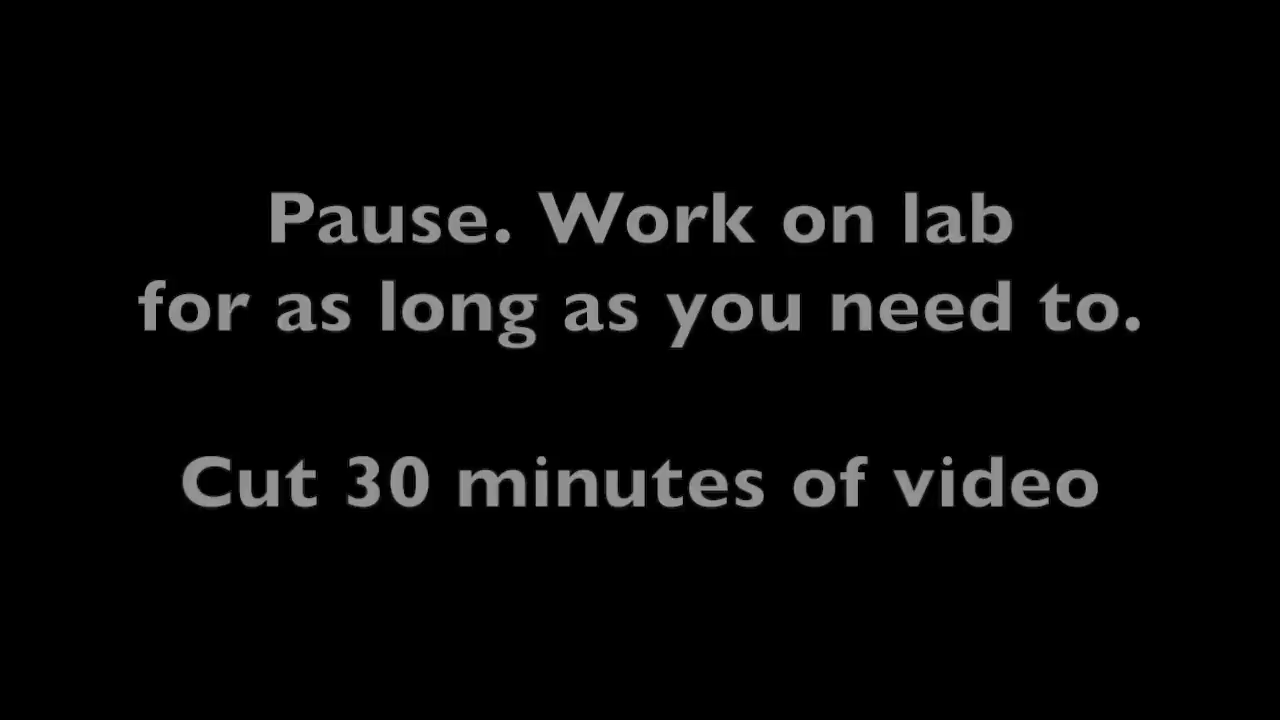 Pause. Work on lab
for as long as you need to.
Cut 30 minutes of video